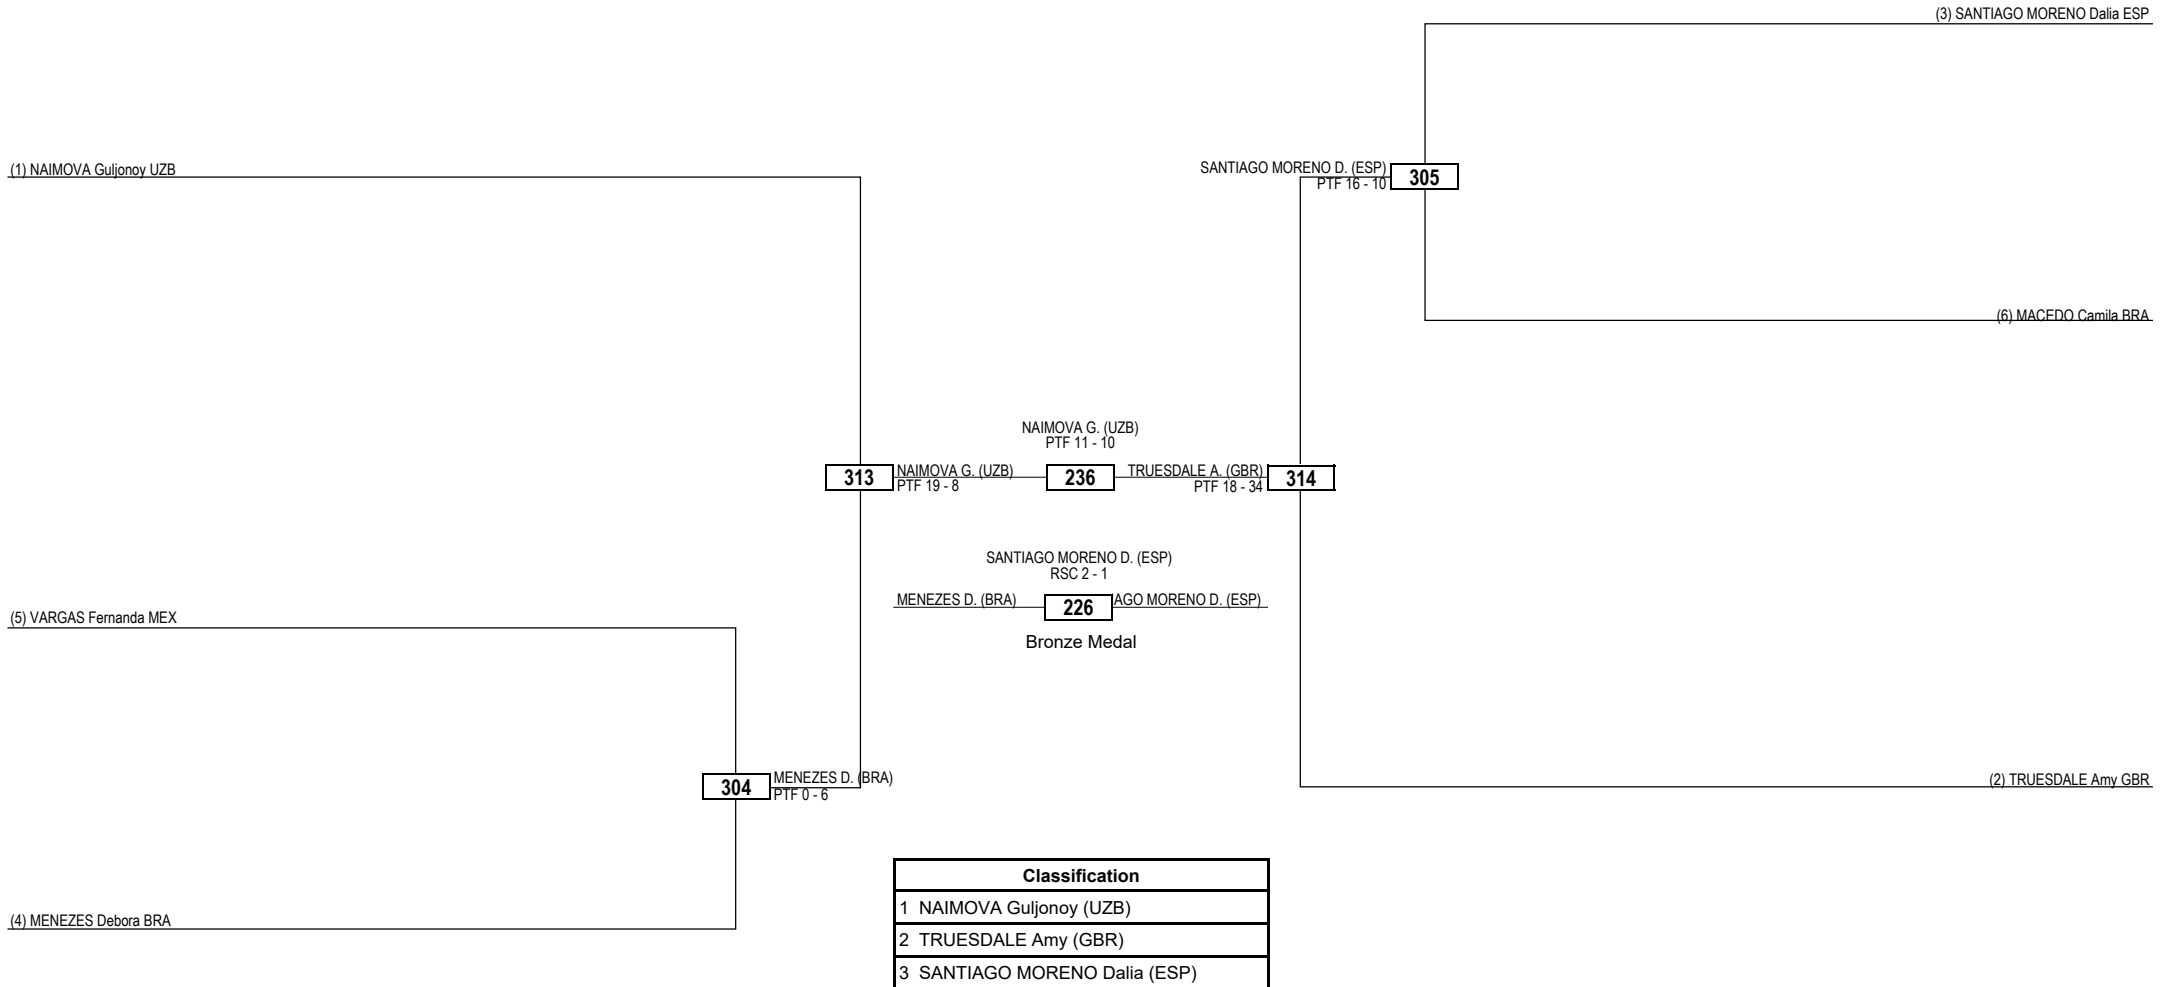 (3) SANTIAGO MORENO Dalia ESP
(1) NAIMOVA Guljonoy UZB
SANTIAGO MORENO D. (ESP)
PTF 16 - 10
305
(6) MACEDO Camila BRA
NAIMOVA G. (UZB)
PTF 11 - 10
313
NAIMOVA G. (UZB)
PTF 19 - 8
236
TRUESDALE A. (GBR)
PTF 18 - 34
314
SANTIAGO MORENO D. (ESP)
RSC 2 - 1
MENEZES D. (BRA)
226
AGO MORENO D. (ESP)
Bronze Medal
(5) VARGAS Fernanda MEX
304
MENEZES D. (BRA)
PTF 0 - 6
(2) TRUESDALE Amy GBR
(4) MENEZES Debora BRA
Classification
1 NAIMOVA Guljonoy (UZB)
2 TRUESDALE Amy (GBR)
3 SANTIAGO MORENO Dalia (ESP)